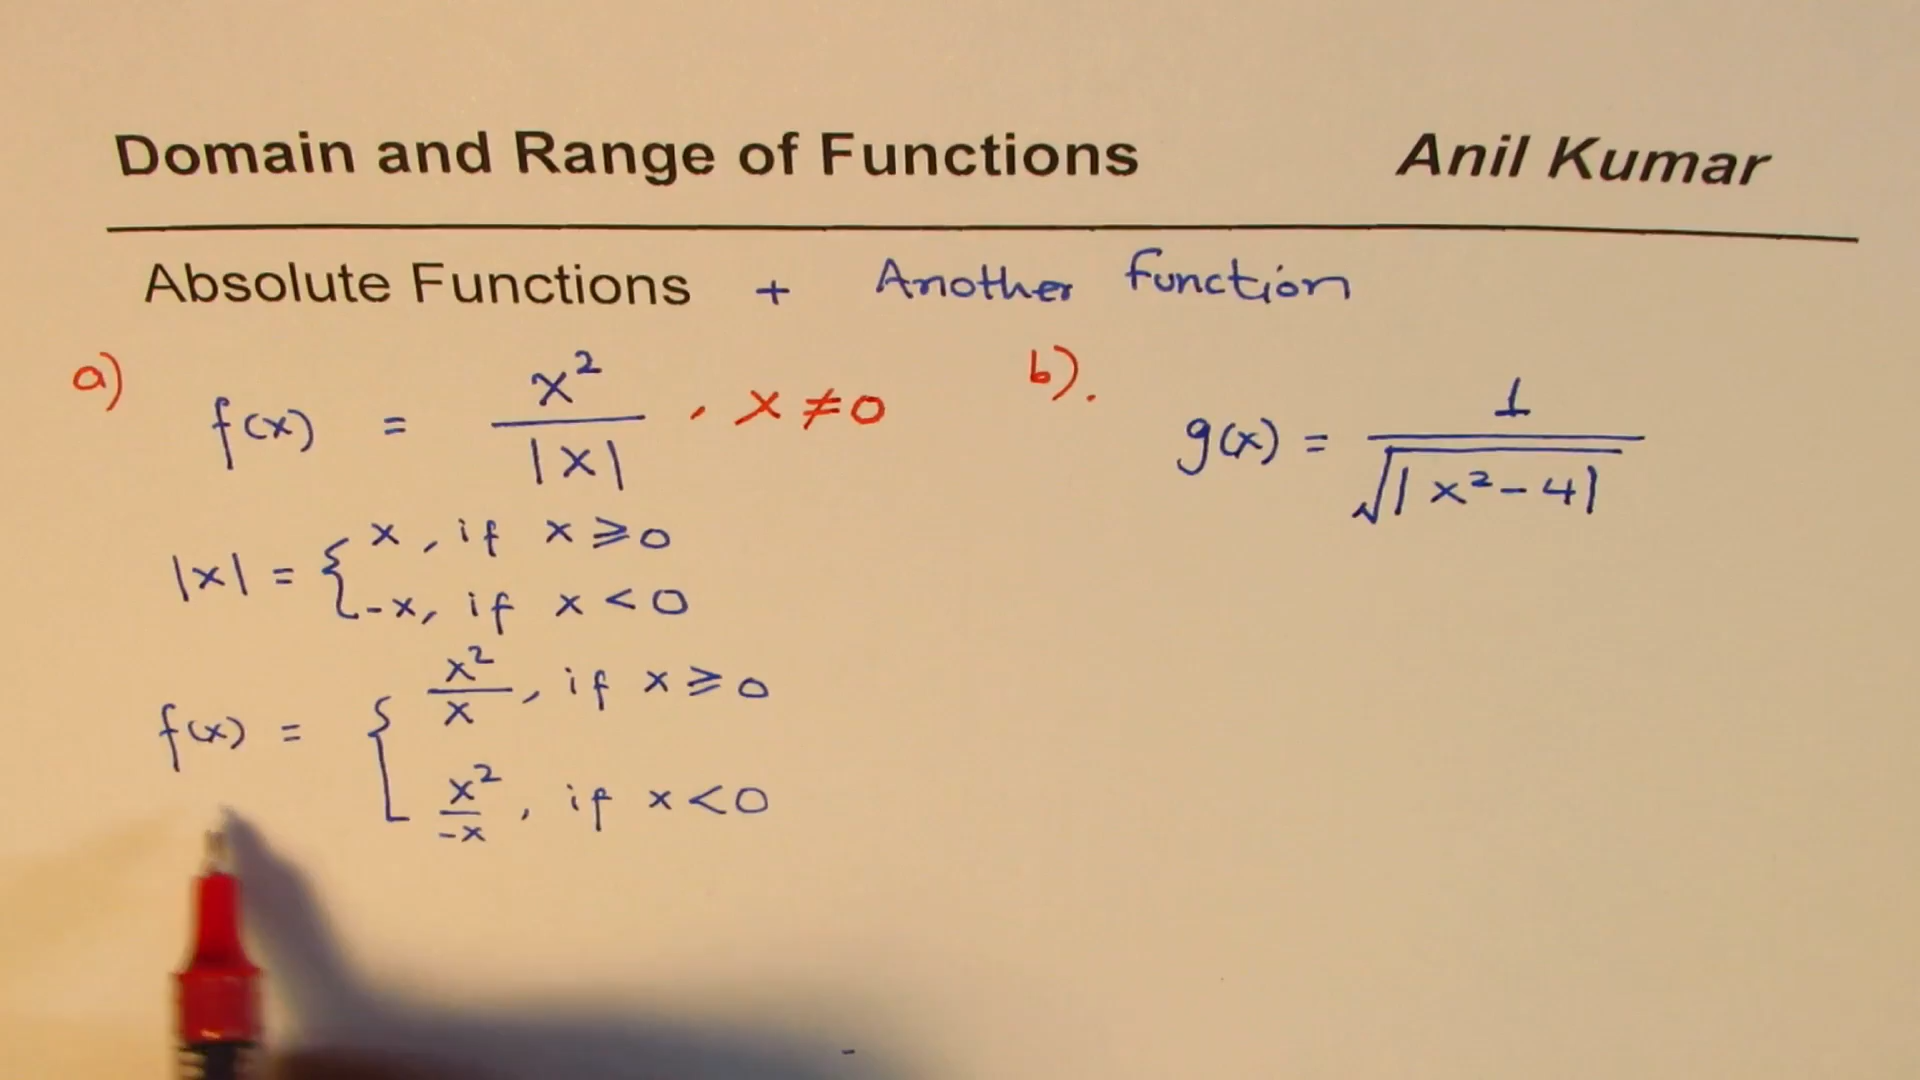 Domain and Range of Functions Anil Kumar
Absolute Functions + Another Function
a) f(x) = x² / |x| , x ≠ 0
|x| = { x, if x ⩾ 0
-x, if x < 0
f(x) = { x² / x , if x ⩾ 0
x² / -x , if x < 0
b). g(x) = 1 / √|x² - 4|